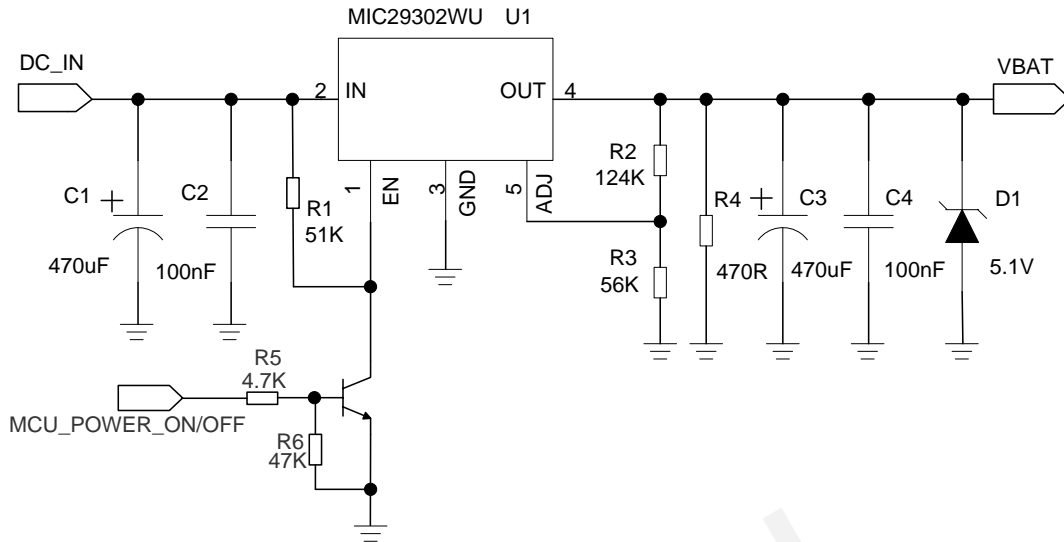 MIC29302WU U1
DC_IN
VBAT
2 IN
OUT 4
1
EN
3
GND
5
ADJ
R2
124K
C1
+
C2
R1
51K
R4
+
C3
C4
D1
470uF
100nF
R3
56K
470R
470uF
100nF
5.1V
R5
4.7K
MCU_POWER_ON/OFF
R6
47K